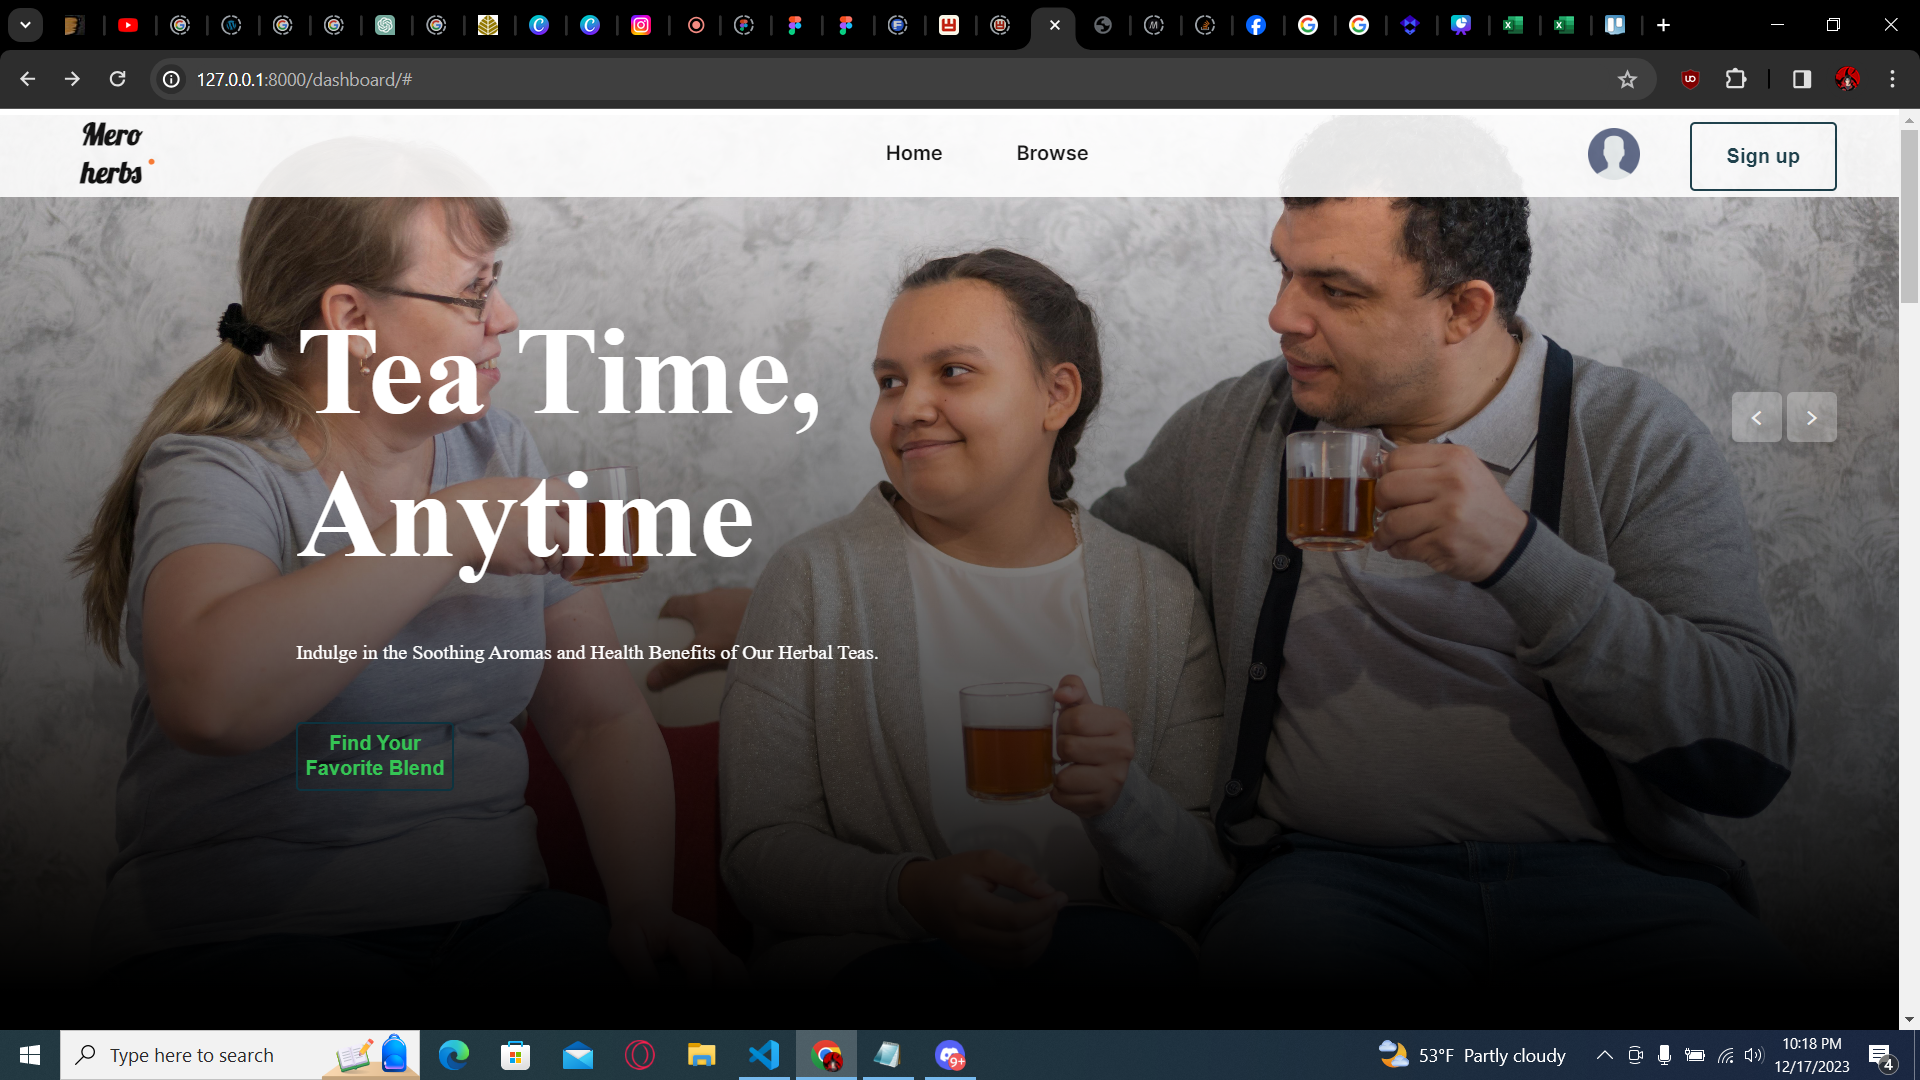 127.0.0.1:8000/dashboard/#
Mero
herbs
Home
Browse
Sign up
Tea Time,
Anytime
Indulge in the Soothing Aromas and Health Benefits of Our Herbal Teas.
Find Your
Favorite Blend
Type here to search
9+
53°F Partly cloudy
10:18 PM
12/17/2023
4